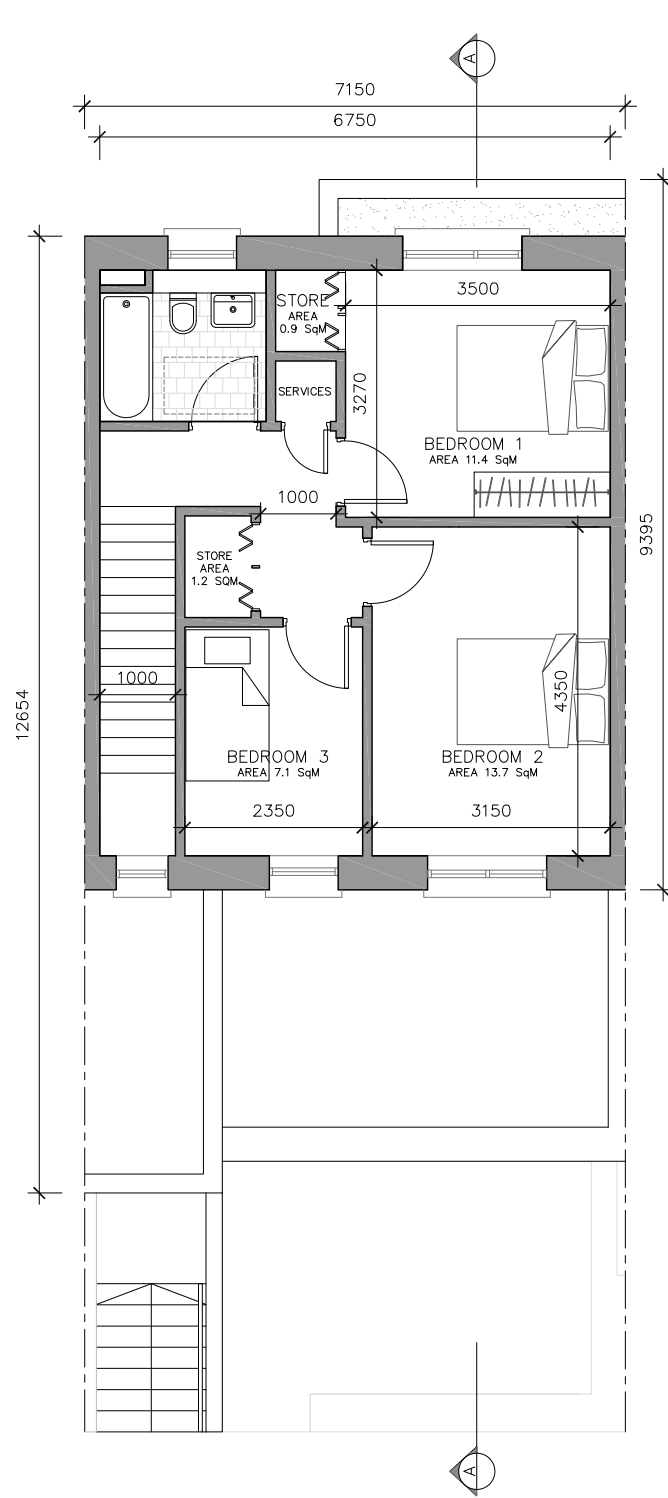 A
7150
6750
3500
STORE
AREA
0.9 SqM
SERVICES
3270
BEDROOM 1
AREA 11.4 SqM
1000
9395
STORE
AREA
1.2 SQM
1000
12654
4350
BEDROOM 3
AREA 7.1 SqM
BEDROOM 2
AREA 13.7 SqM
2350
3150
A